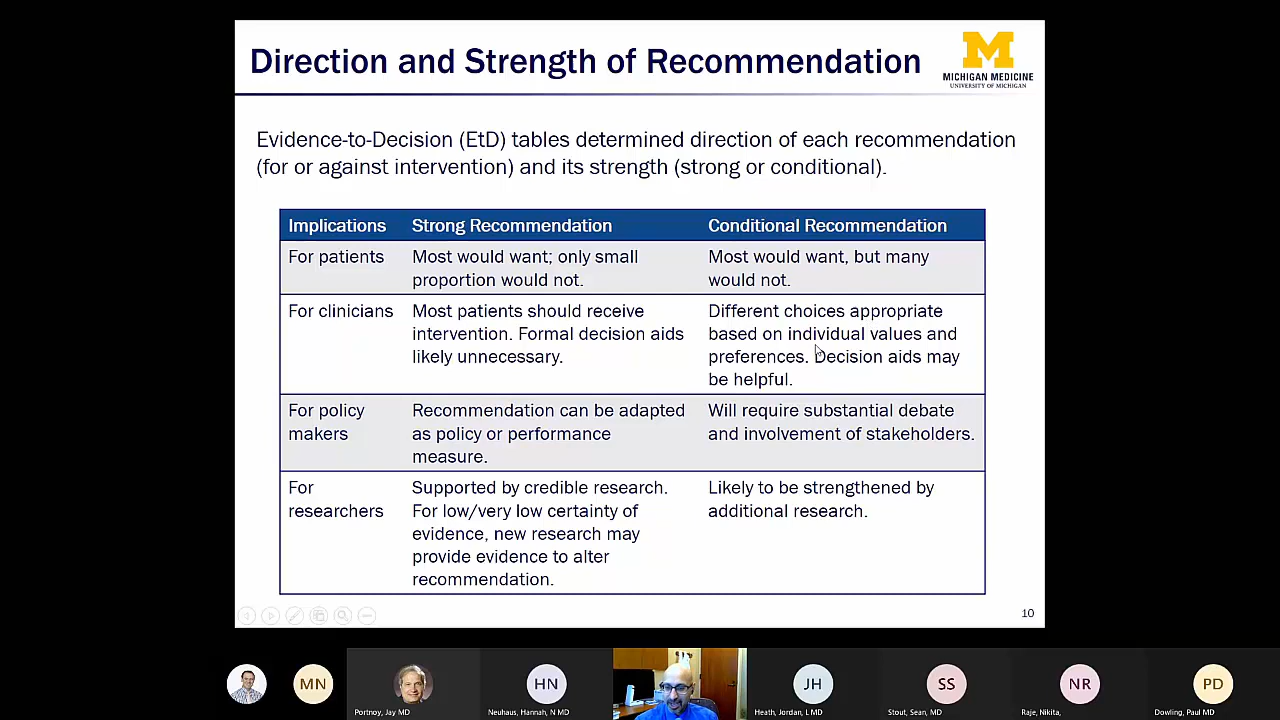 Direction and Strength of Recommendation
M
MICHIGAN MEDICINE
UNIVERSITY OF MICHIGAN
Evidence-to-Decision (EtD) tables determined direction of each recommendation
(for or against intervention) and its strength (strong or conditional).
Implications Strong Recommendation Conditional Recommendation
For patients
Most would want; only small
proportion would not.
Most would want, but many
would not.
For clinicians
Most patients should receive
intervention. Formal decision aids
likely unnecessary.
Different choices appropriate
based on individual values and
preferences. Decision aids may
be helpful.
For policy
makers
Recommendation can be adapted
as policy or performance
measure.
Will require substantial debate
and involvement of stakeholders.
For
researchers
Supported by credible research.
For low/very low certainty of
evidence, new research may
provide evidence to alter
recommendation.
Likely to be strengthened by
additional research.
10
MN
Portnoy, Jay MD
HN
Neuhaus, Hannah, N MD
JH
Heath, Jordan, L MD
SS
Stout, Sean, MD
NR
Raje, Nikita,
PD
Dowling, Paul MD